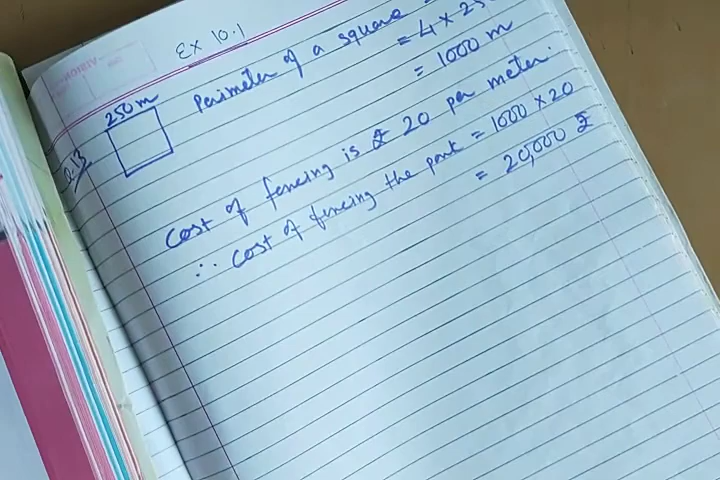 Ex 10.1
250 m
Q.13
Perimeter of a square
= 4 × 25
= 1000 m
Cost of fencing is ₹ 20 per meter.
∴ cost of fencing the park = 1000 × 20
= 20,000 ₹